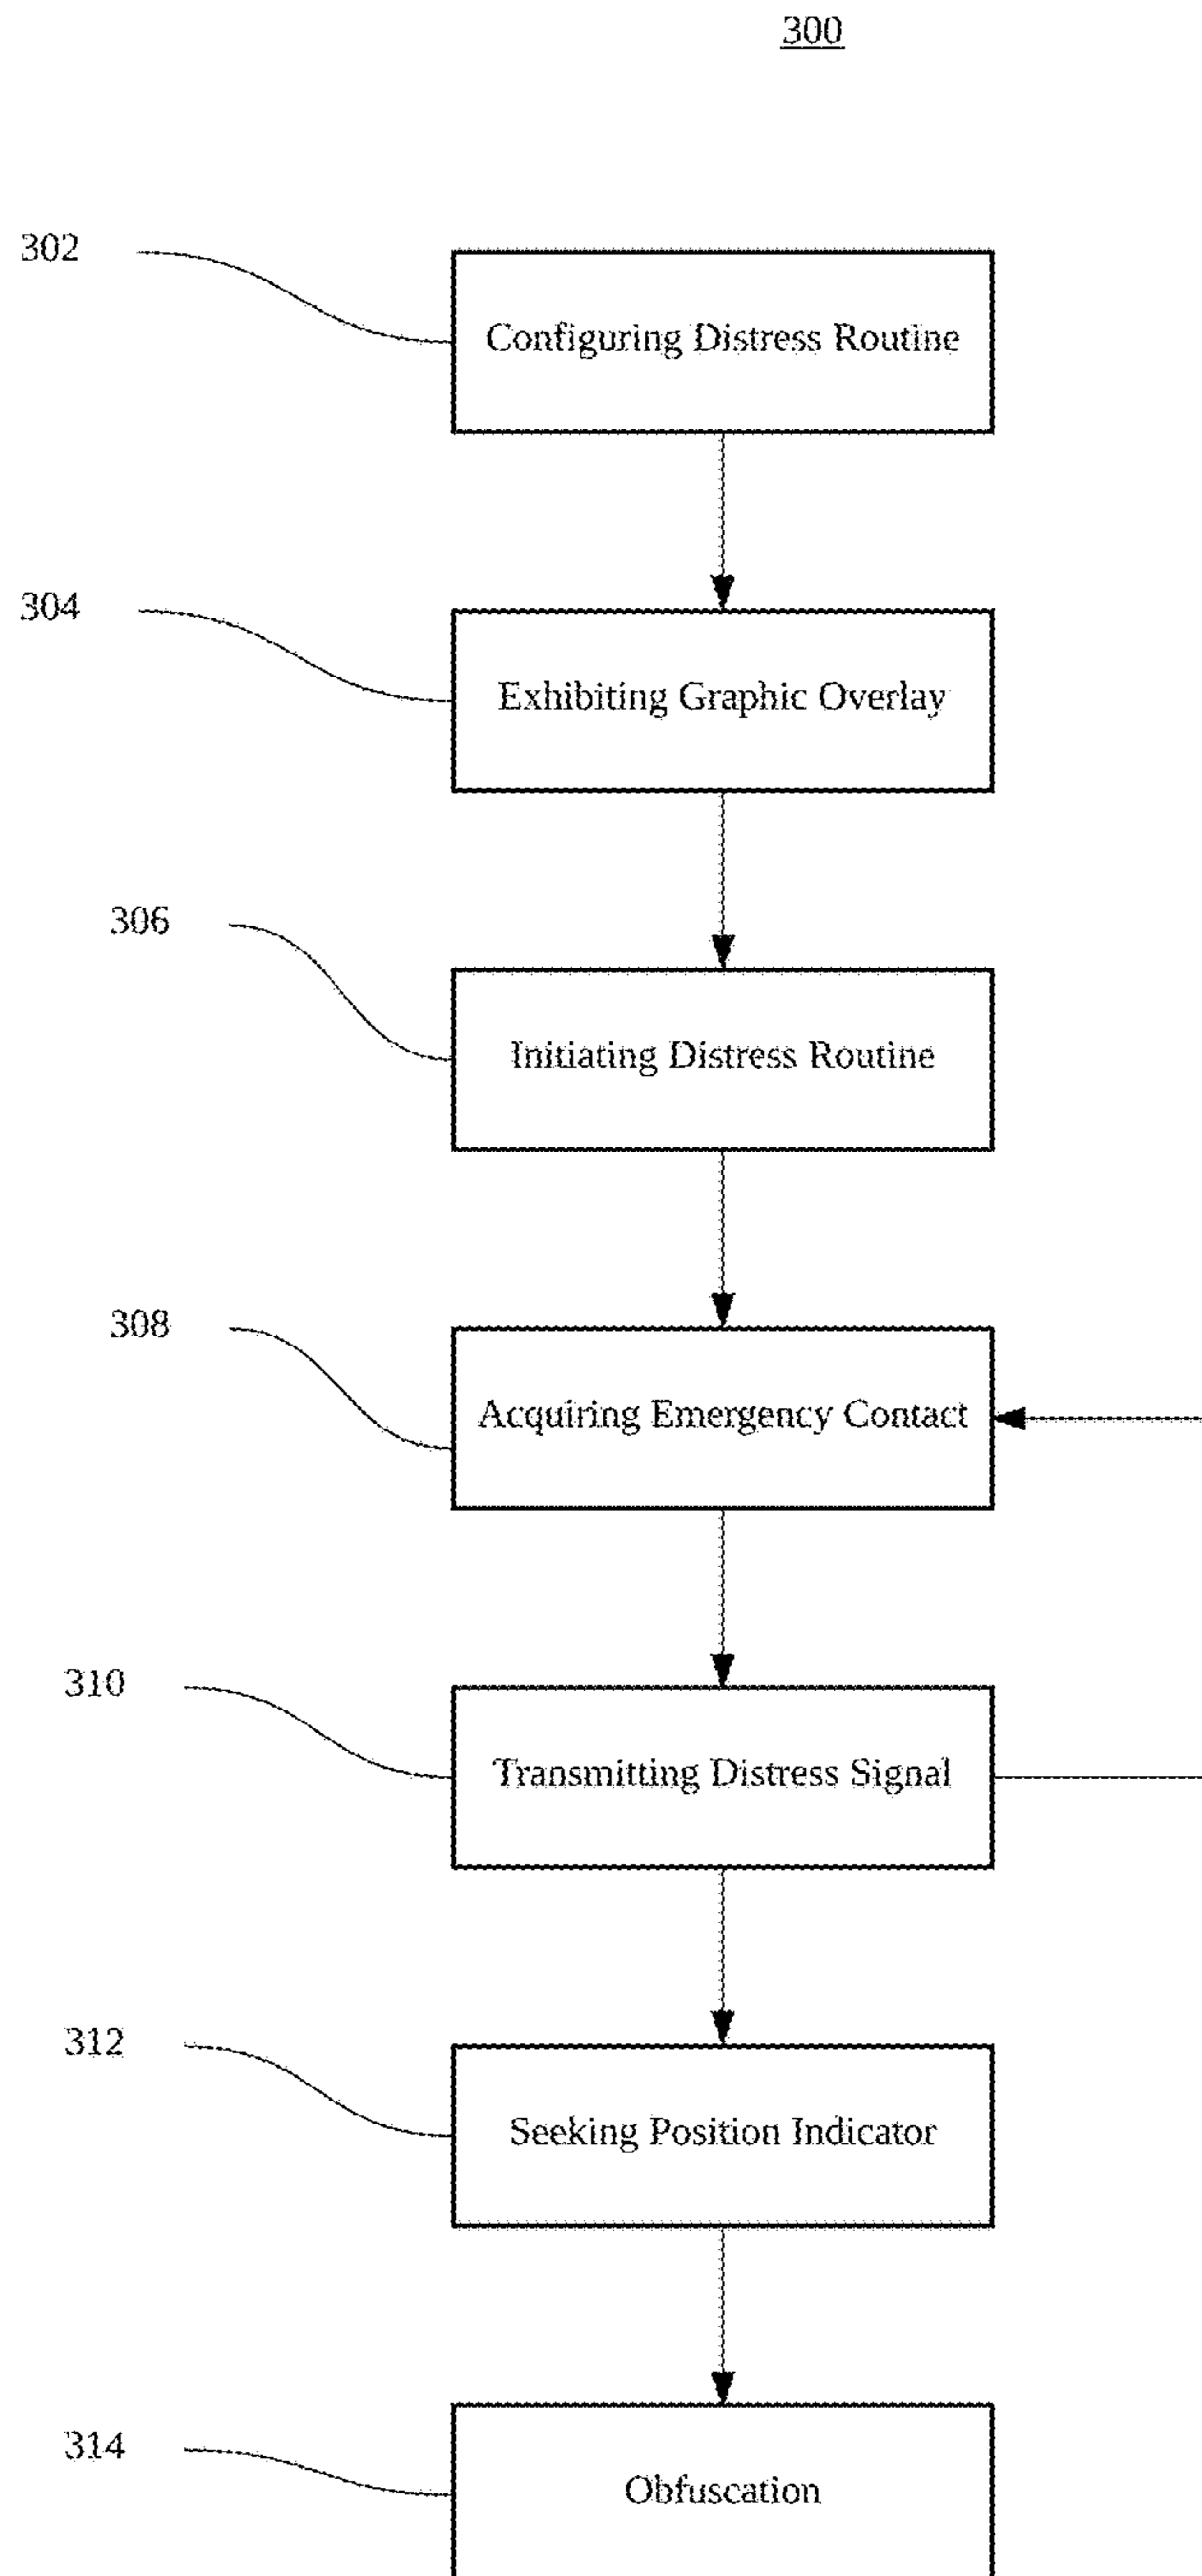 300
302
Configuring Distress Routine
304
Exhibiting Graphic Overlay
306
Initiating Distress Routine
308
Acquiring Emergency Contact
310
Transmitting Distress Signal
312
Seeking Position Indicator
314
Obfuscation